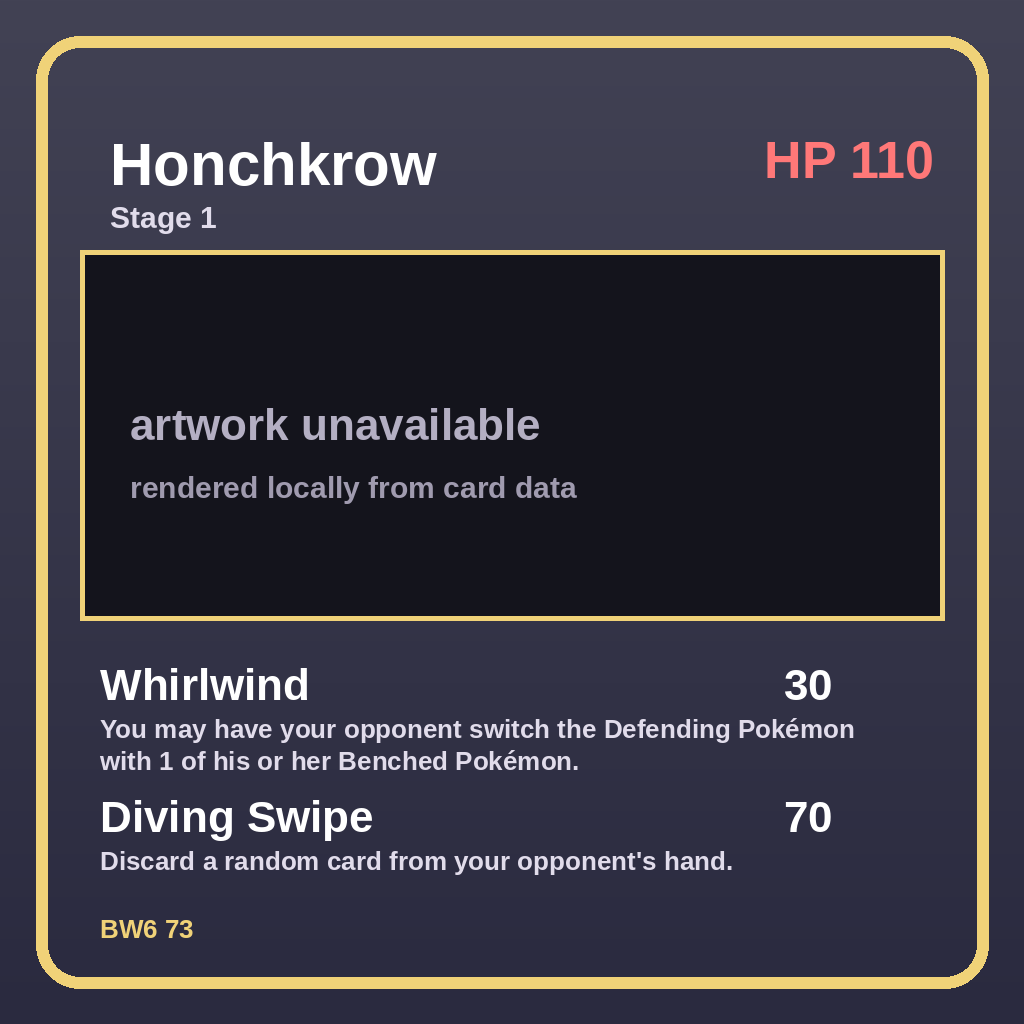 Honchkrow
HP 110
Stage 1
artwork unavailable
rendered locally from card data
Whirlwind
30
You may have your opponent switch the Defending Pokémon
with 1 of his or her Benched Pokémon.
Diving Swipe
70
Discard a random card from your opponent's hand.
BW6 73